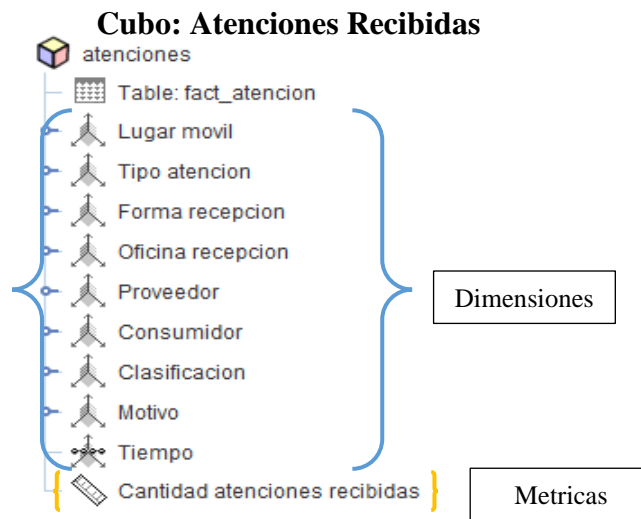 Cubo: Atenciones Recibidas
atenciones
Table: fact_atencion
Lugar movil
Tipo atencion
Forma recepcion
Oficina recepcion
Proveedor
Consumidor
Clasificacion
Motivo
Tiempo
Cantidad atenciones recibidas
Dimensiones
Metricas